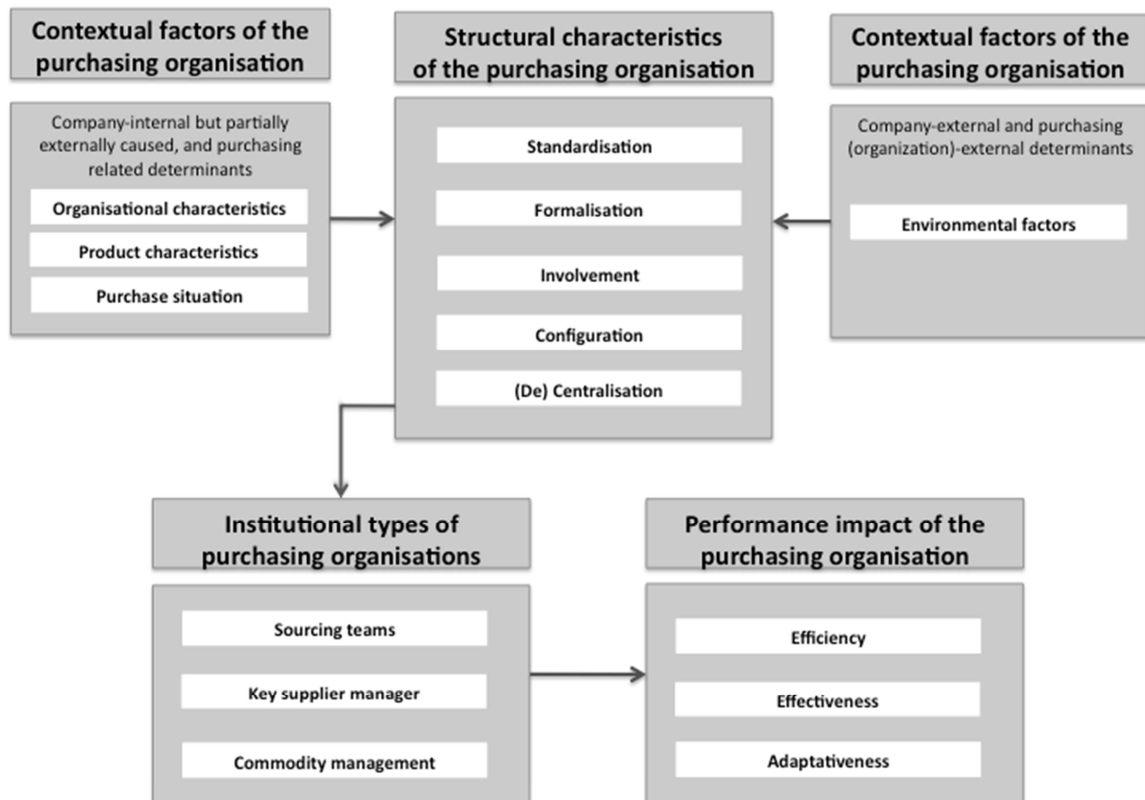 Contextual factors of the
purchasing organisation
Company-internal but partially
externally caused, and purchasing
related determinants
Organisational characteristics
Product characteristics
Purchase situation
Structural characteristics
of the purchasing organisation
Standardisation
Formalisation
Involvement
Configuration
(De) Centralisation
Contextual factors of the
purchasing organisation
Company-external and purchasing
(organization)-external determinants
Environmental factors
Institutional types of
purchasing organisations
Sourcing teams
Key supplier manager
Commodity management
Performance impact of the
purchasing organisation
Efficiency
Effectiveness
Adaptativeness